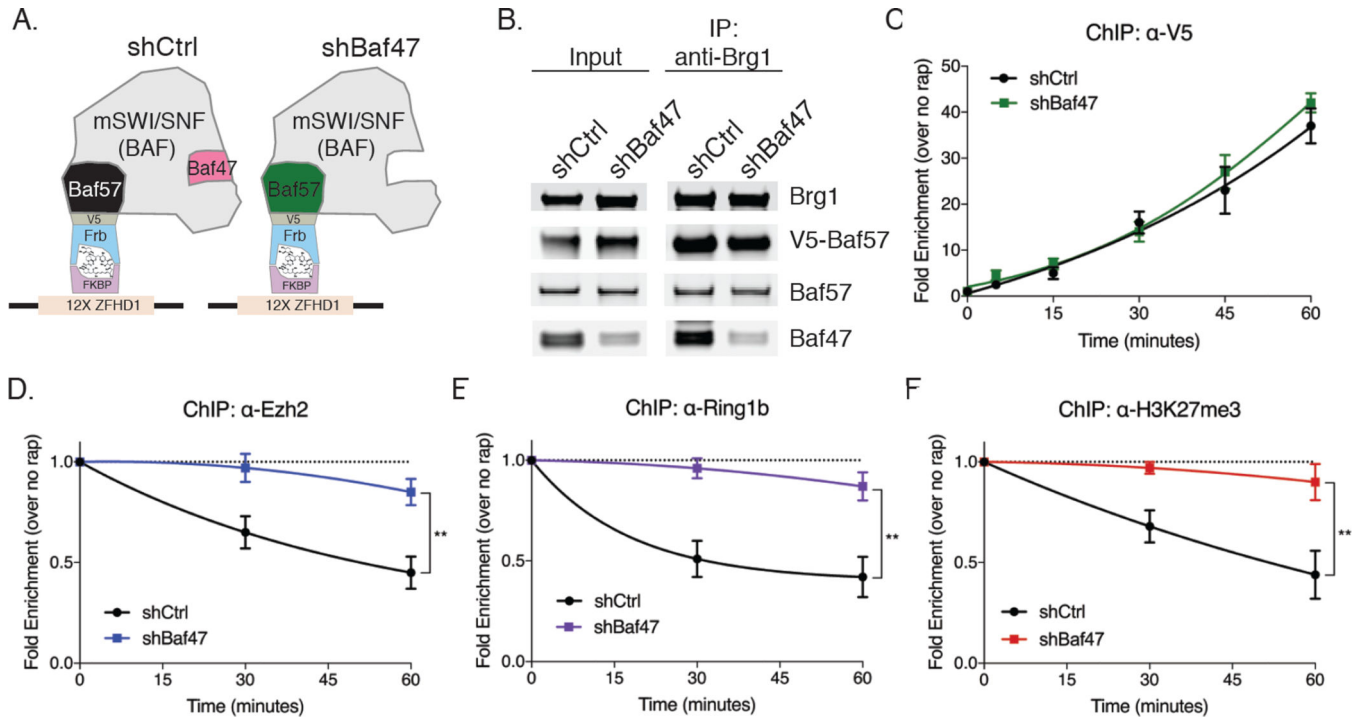 A.
shCtrl
shBaf47
mSWI/SNF
(BAF)
Baf47
Baf57
V5
Frb
FKBP
12X ZFHD1
mSWI/SNF
(BAF)
Baf57
V5
Frb
FKBP
12X ZFHD1
B.
IP:
Input
anti-Brg1
shCtrl
shBaf47
shCtrl
shBaf47
Brg1
V5-Baf57
Baf57
Baf47
C.
ChIP: α-V5
Fold Enrichment (over no rap)
50
40
30
20
10
0
shCtrl
shBaf47
0
15
30
45
60
Time (minutes)
D.
ChIP: α-Ezh2
Fold Enrichment (over no rap)
1.0
0.5
0.0
**
shCtrl
shBaf47
0
15
30
45
60
Time (minutes)
E.
ChIP: α-Ring1b
Fold Enrichment (over no rap)
1.0
0.5
0.0
**
shCtrl
shBaf47
0
15
30
45
60
Time (minutes)
F.
ChIP: α-H3K27me3
Fold Enrichment (over no rap)
1.0
0.5
0.0
**
shCtrl
shBaf47
0
15
30
45
60
Time (minutes)